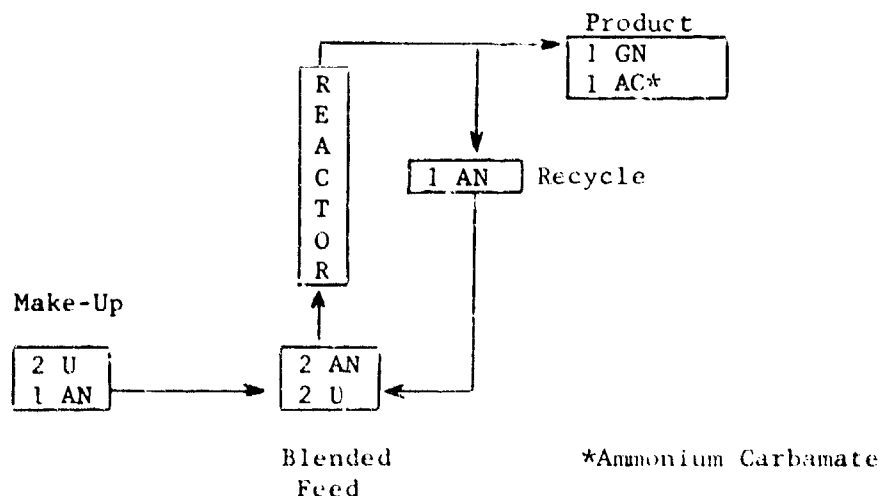 Product
1 GN
1 AC*
REACTOR
1 AN Recycle
Make-Up
2 U
1 AN
2 AN
2 U
Blended
Feed
*Ammonium Carbamate